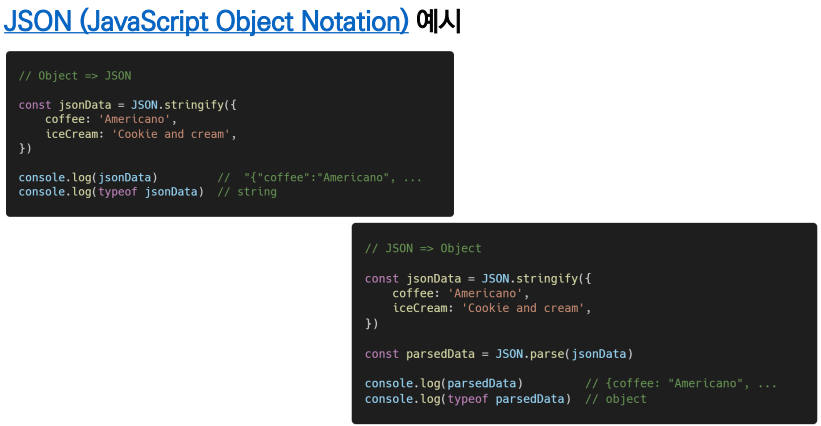 JSON (JavaScript Object Notation) 예시
// Object => JSON
const jsonData = JSON.stringify({
    coffee: 'Americano',
    iceCream: 'Cookie and cream',
})
console.log(jsonData)         //  "{"coffee":"Americano", ...
console.log(typeof jsonData)  // string
// JSON => Object
const jsonData = JSON.stringify({
    coffee: 'Americano',
    iceCream: 'Cookie and cream',
})
const parsedData = JSON.parse(jsonData)
console.log(parsedData)         // {coffee: "Americano", ...
console.log(typeof parsedData)  // object